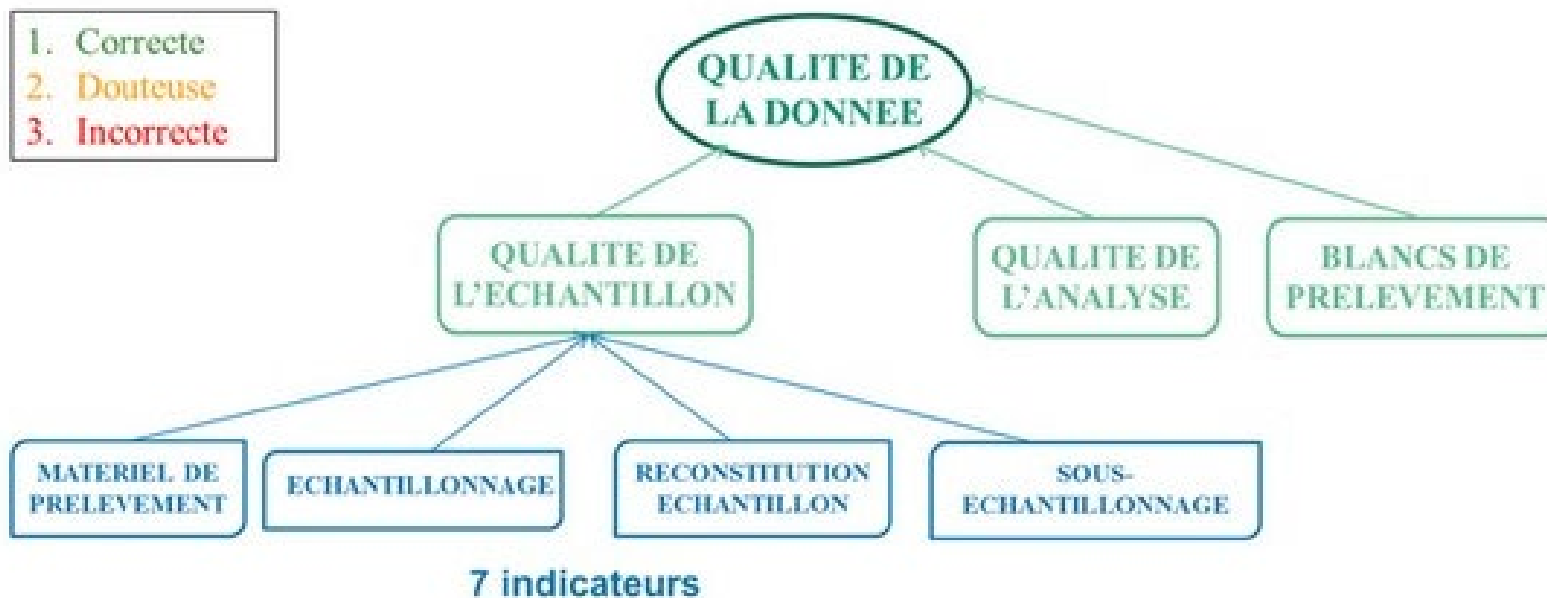 1. Correcte
2. Douteuse
3. Incorrecte
QUALITE DE
LA DONNEE
QUALITE DE
L'ECHANTILLON
QUALITE DE
L'ANALYSE
BLANCS DE
PRELEVEMENT
MATERIEL DE
PRELEVEMENT
ECHANTILLONNAGE
RECONSTITUTION
ECHANTILLON
SOUS-
ECHANTILLONNAGE
7 indicateurs